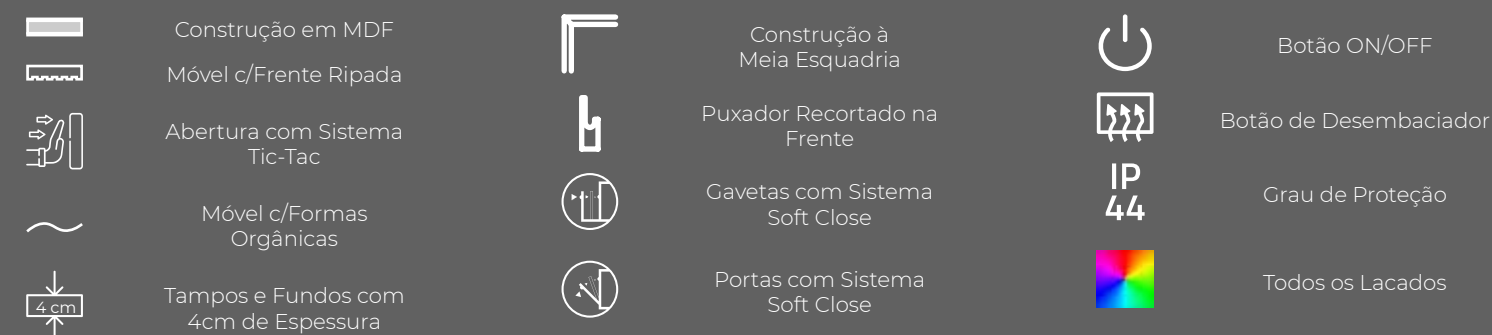 Construção em MDF
Móvel c/Frente Ripada
Abertura com Sistema
Tic-Tac
Móvel c/Formas
Orgânicas
4 cm
Tampos e Fundos com
4cm de Espessura
Construção à
Meia Esquadria
Puxador Recortado na
Frente
Gavetas com Sistema
Soft Close
Portas com Sistema
Soft Close
Botão ON/OFF
Botão de Desembaciador
IP
44
Grau de Proteção
Todos os Lacados